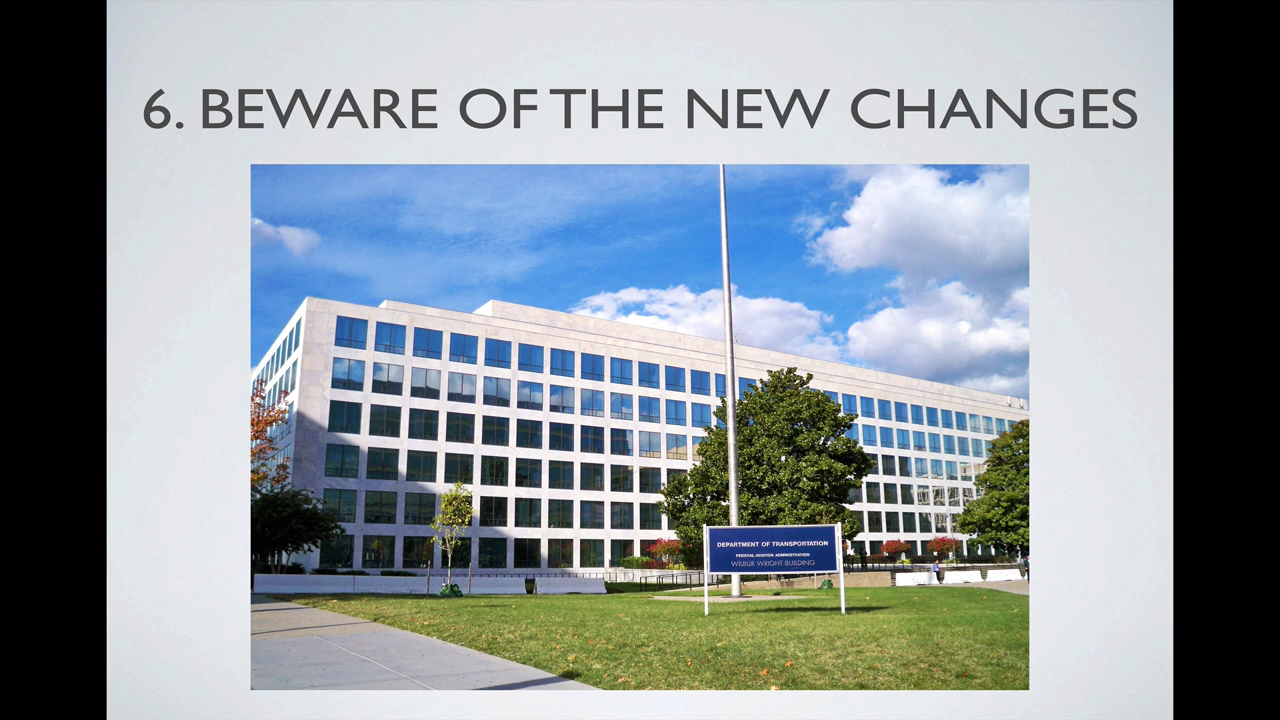 6. BEWARE OF THE NEW CHANGES
DEPARTMENT OF TRANSPORTATION
FEDERAL AVIATION ADMINISTRATION
WILBUR WRIGHT BUILDING